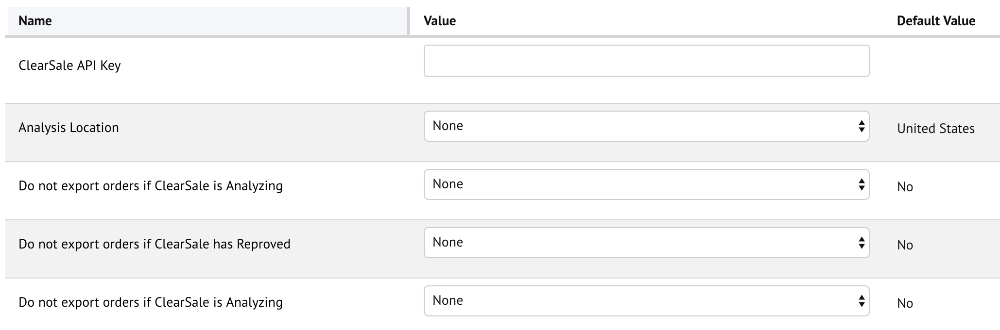 Name Value Default Value
ClearSale API Key
Analysis Location None United States
Do not export orders if ClearSale is Analyzing None No
Do not export orders if ClearSale has Reproved None No
Do not export orders if ClearSale is Analyzing None No